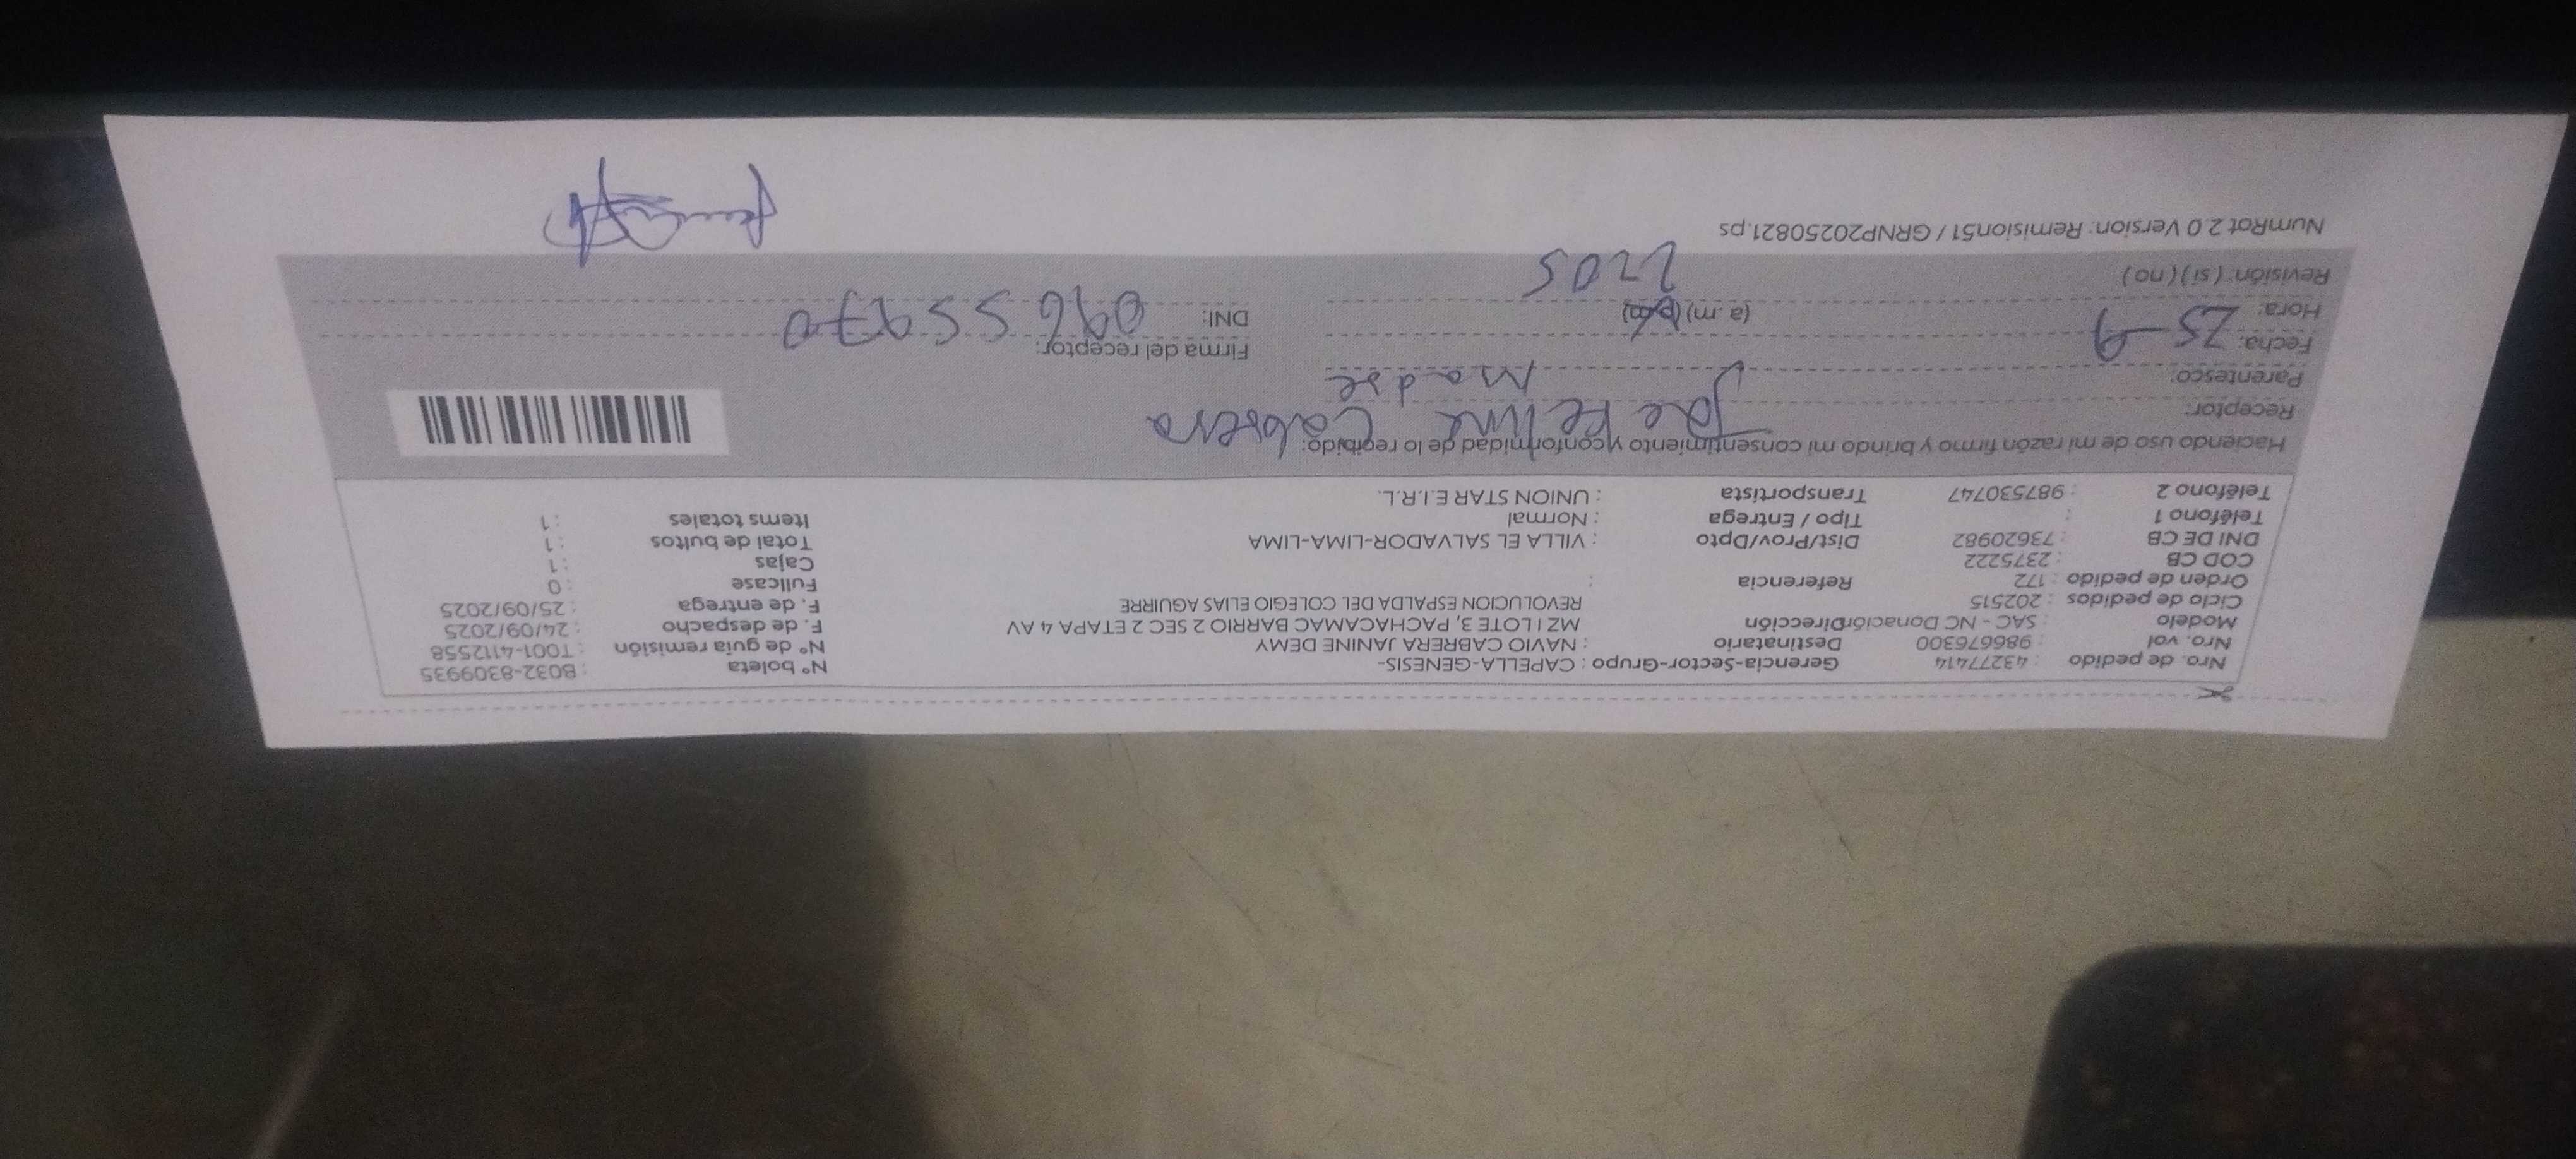 Nro. de pedido : 43277414 Gerencia-Sector-Grupo : CAPELLA-GENESIS- N° boleta : B032-8309935
Nro. vol : 986676300 Destinatario : NAVIO CABRERA JANINE DEMY N° de guía remisión : T001-4112558
Modelo : SAC - NC Donación Dirección MZ I LOTE 3, PACHACAMAC BARRIO 2 SEC 2 ETAPA 4 AV F. de despacho : 24/09/2025
Ciclo de pedidos : 202515 REVOLUCION ESPALDA DEL COLEGIO ELIAS AGUIRRE F. de entrega : 25/09/2025
Orden de pedido : 172 Referencia : Fullcase : 0
COD CB : 2375222 Cajas : 1
DNI DE CB : 73620982 Dist/Prov/Dpto : VILLA EL SALVADOR-LIMA-LIMA Total de bultos : 1
Teléfono 1 : Tipo / Entrega : Normal Items totales : 1
Teléfono 2 : 987530747 Transportista : UNION STAR E.I.R.L.
Haciendo uso de mi razón firmo y brindo mi consentimiento y conformidad de lo recibido:
Receptor: Cabrera
Parentesco: Madre
Fecha: 25-9 Firma del receptor:
Hora: (a. m) (p.m) DNI: 09655970
Revisión: ( si ) ( no ) 2205
NumRot 2.0 Version: Remision51 / GRNP20250821.ps